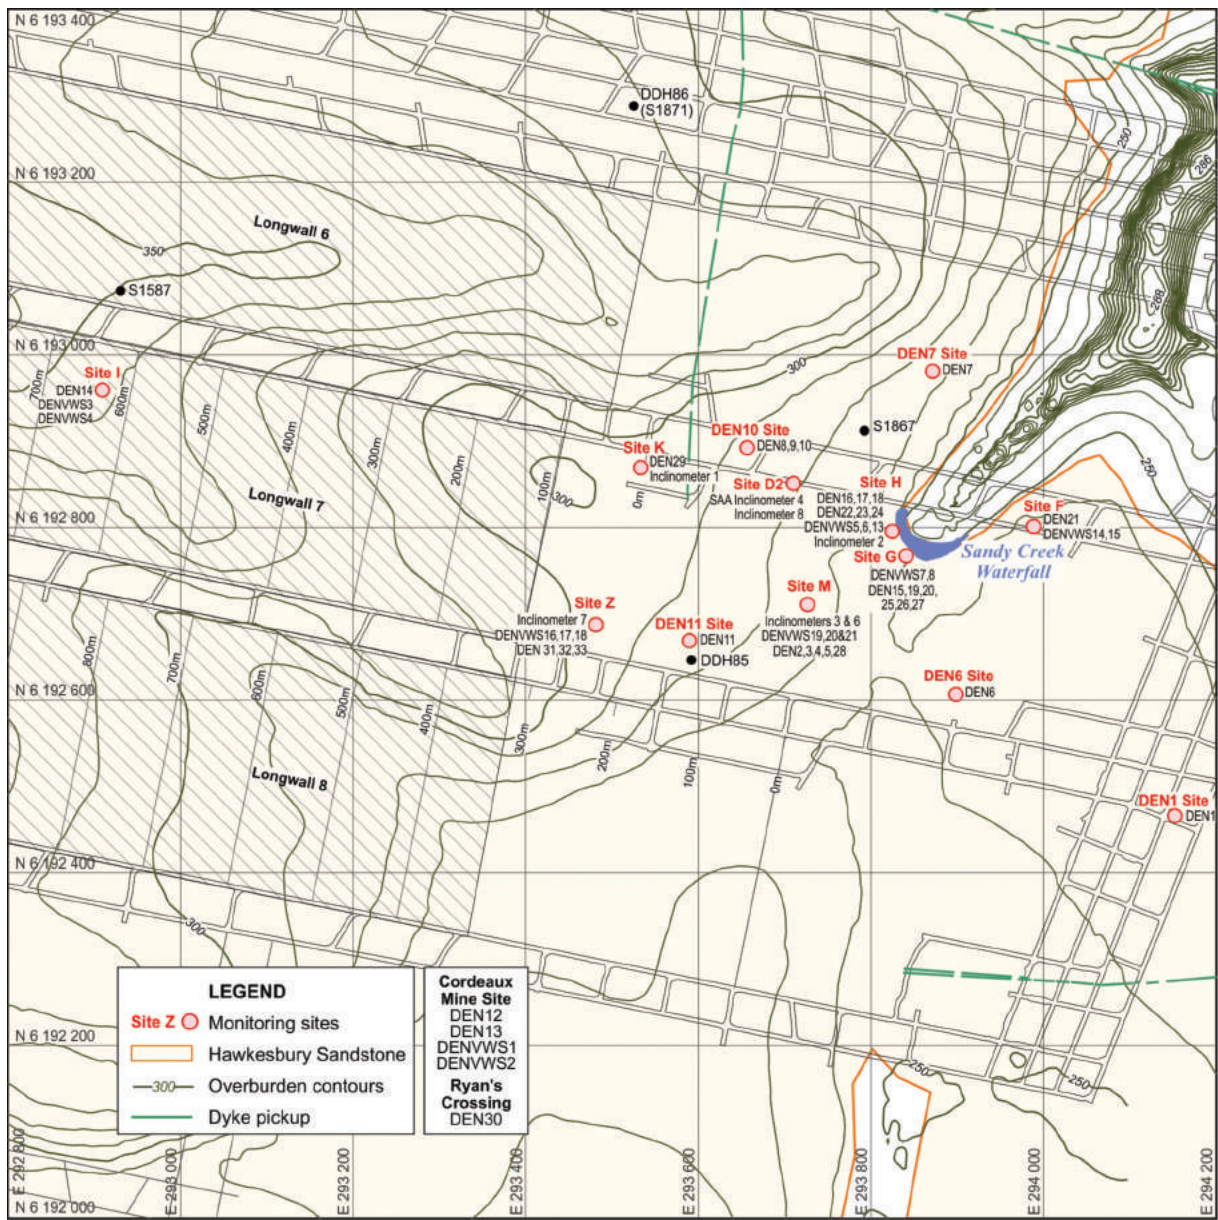 N 6 193 400
DDH86
(S1871)
250
286
N 6 193 200
Longwall 6
350
S1587
288
N 6 193 000
300
DEN7 Site
DEN7
700m
Site I
DEN14
DENVWS3
DENVWS4
600m
500m
400m
300m
200m
100m
0m
300
S1867
DEN10 Site
DEN8,9,10
Site K
DEN29
Inclinometer 1
Site D2
SAA Inclinometer 4
Inclinometer 8
Site H
DEN16,17,18
DEN22,23,24
DENVWS5,6,13
Inclinometer 2
250
Site F
DEN21
DENVWS14,15
Longwall 7
N 6 192 800
Sandy Creek
Waterfall
Site G
DENVWS7,8
DEN15,19,20,
25,26,27
Site M
Inclinometers 3 & 6
DENVWS19,20&21
DEN2,3,4,5,28
Site Z
Inclinometer 7
DENVWS16,17,18
DEN 31,32,33
DEN11 Site
DEN11
DDH85
N 6 192 600
DEN6 Site
DEN6
800m
700m
600m
500m
400m
300m
200m
100m
0m
Longwall 8
DEN1 Site
DEN1
N 6 192 400
300
LEGEND
Site Z
Monitoring sites
Hawkesbury Sandstone
300
Overburden contours
Dyke pickup
Cordeaux
Mine Site
DEN12
DEN13
DENVWS1
DENVWS2
Ryan's
Crossing
DEN30
N 6 192 200
250
250
N 6 192 000
E 292 800
E 293 000
E 293 200
E 293 400
E 293 600
E 293 800
E 294 000
E 294 200